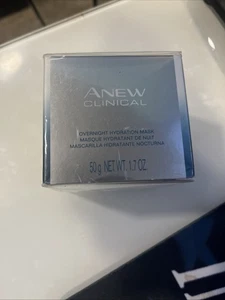 ANEW
CLINICAL
OVERNIGHT HYDRATION MASK
MASQUE HYDRATANT DE NUIT
MASCARILLA HIDRATANTE NOCTURNA
50 g NET WT. 1.7 OZ.